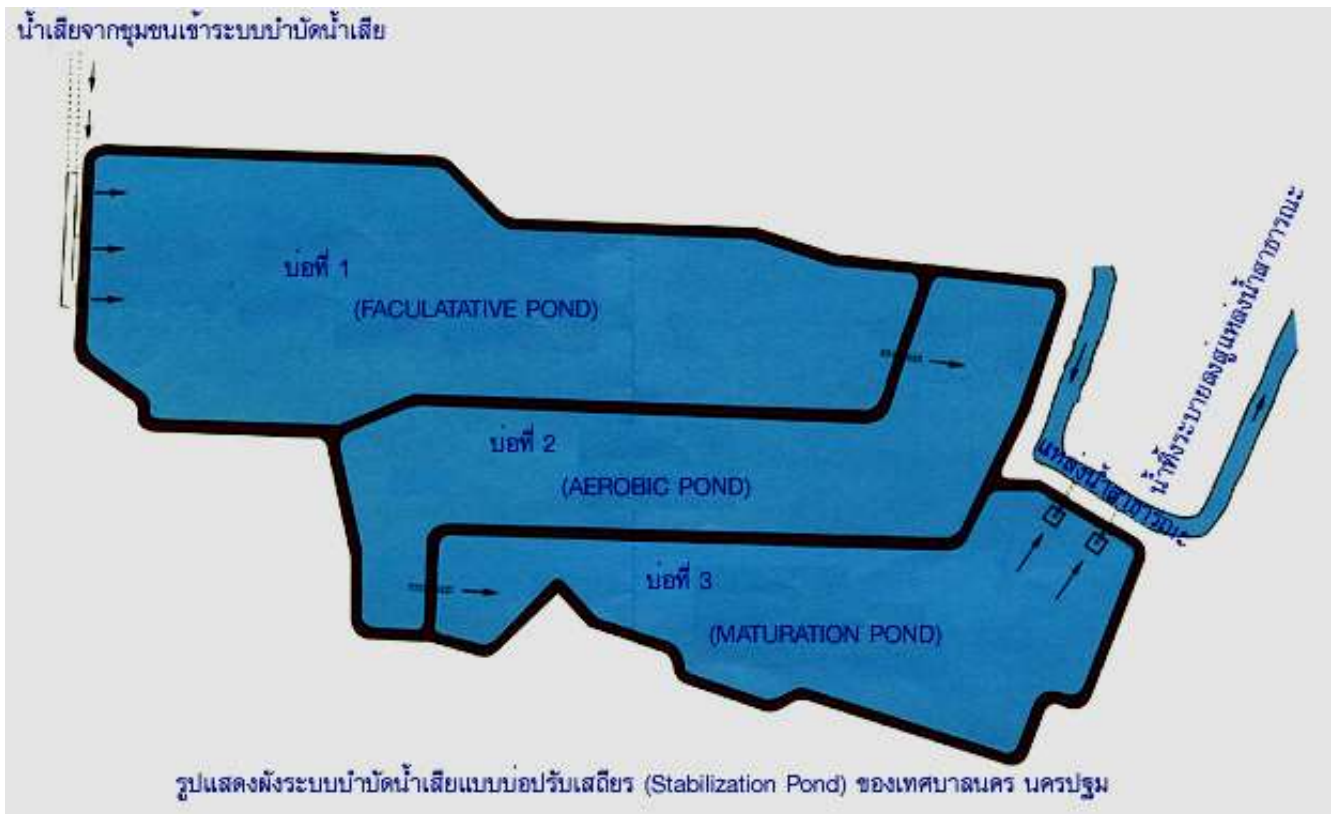 น้ำเสียจากชุมชนเข้าระบบบำบัดน้ำเสีย
บ่อที่ 1
(FACULATATIVE POND)
บ่อที่ 2
(AEROBIC POND)
บ่อที่ 3
(MATURATION POND)
แหล่งน้ำสาธารณะ
น้ำทิ้งระบายลงสู่แหล่งน้ำสาธารณะ
รูปแสดงผังระบบบำบัดน้ำเสียแบบบ่อปรับเสถียร (Stabilization Pond) ของเทศบาลนคร นครปฐม